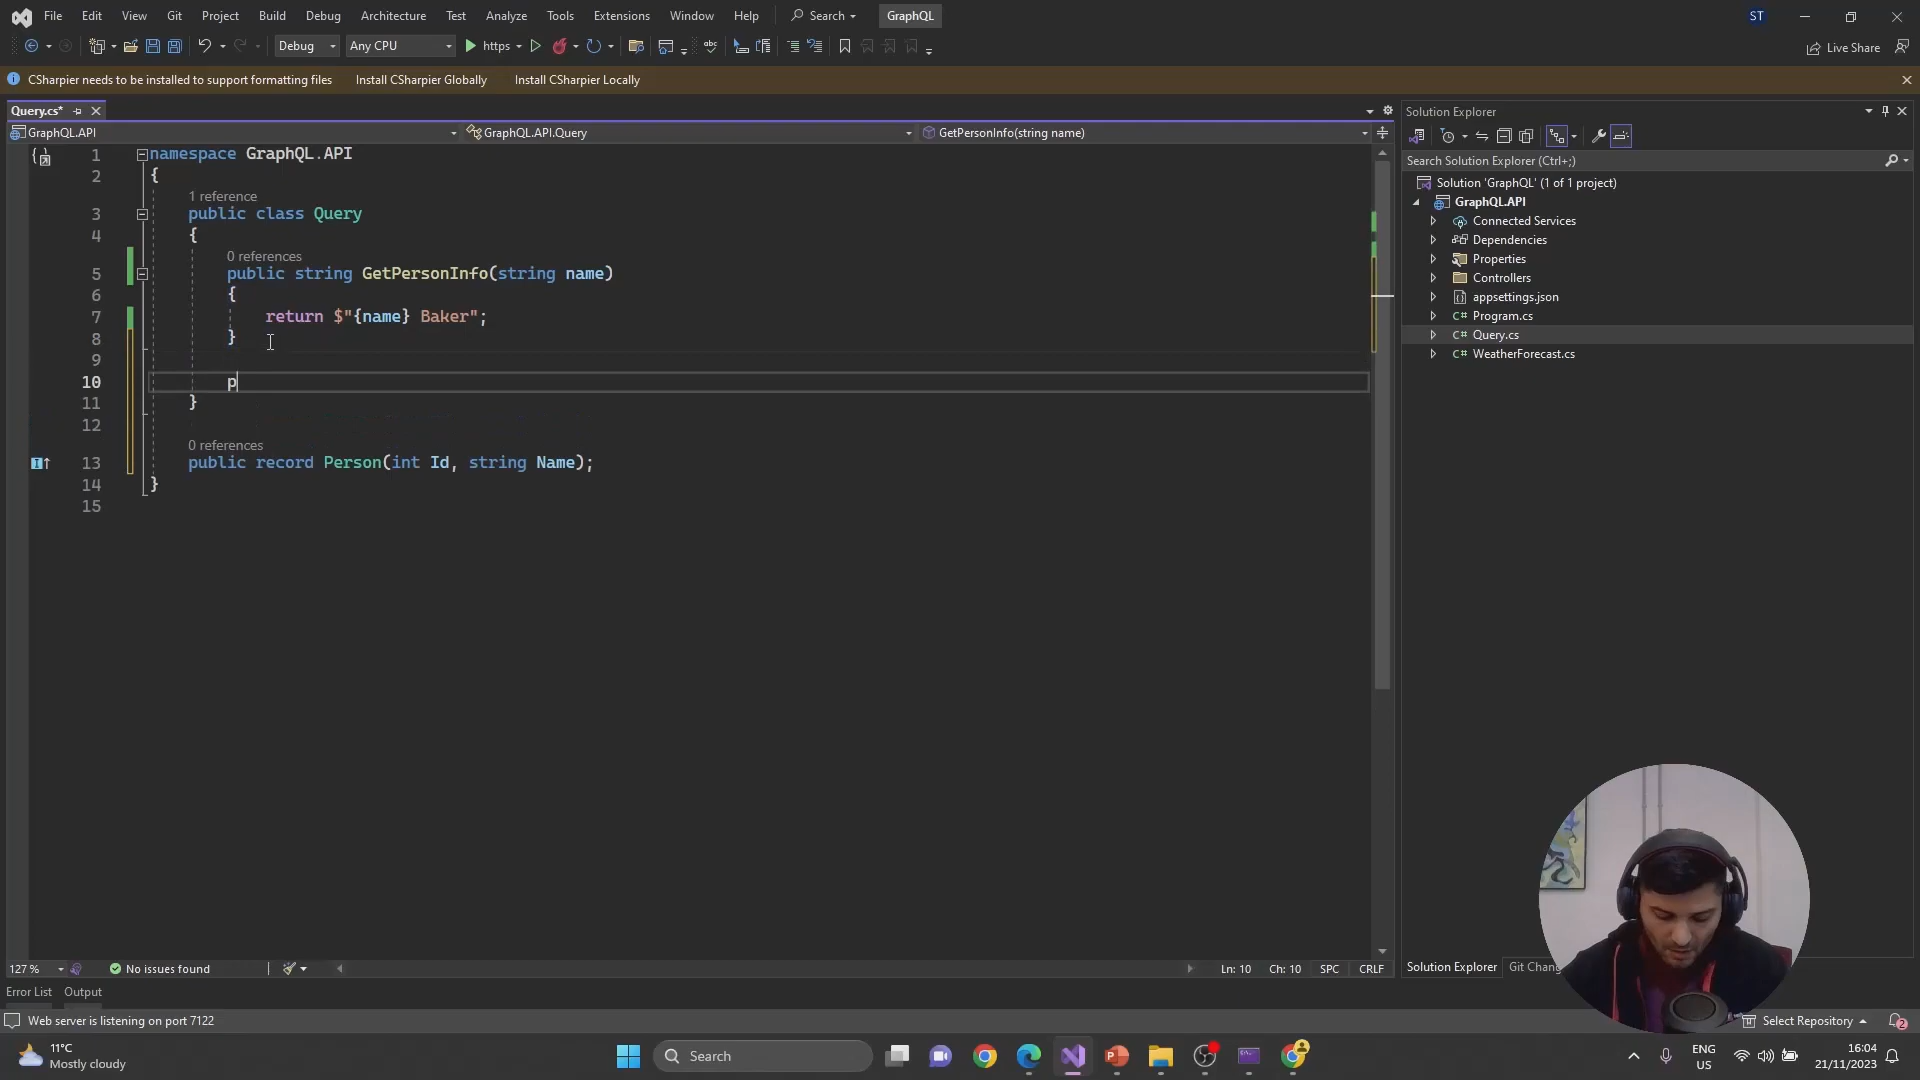 File Edit View Git Project Build Debug Architecture Test Analyze Tools Extensions Window Help Search GraphQL ST
Debug Any CPU https Live Share
CSharpier needs to be installed to support formatting files Install CSharpier Globally Install CSharpier Locally
Query.cs*
GraphQL.API GraphQL.API.Query GetPersonInfo(string name)
1 namespace GraphQL.API
2 {
1 reference
3 public class Query
4 {
0 references
5 public string GetPersonInfo(string name)
6 {
7 return $"{name} Baker";
8 }
9
10 p
11 }
12
0 references
13 public record Person(int Id, string Name);
14 }
15
Solution Explorer
Search Solution Explorer (Ctrl+;)
Solution 'GraphQL' (1 of 1 project)
GraphQL.API
Connected Services
Dependencies
Properties
Controllers
appsettings.json
C# Program.cs
C# Query.cs
C# WeatherForecast.cs
127 % No issues found Ln: 10 Ch: 10 SPC CRLF
Solution Explorer Git Chang
Error List Output
Web server is listening on port 7122 Select Repository 2
11°C
Mostly cloudy
Search
ENG
US
16:04
21/11/2023